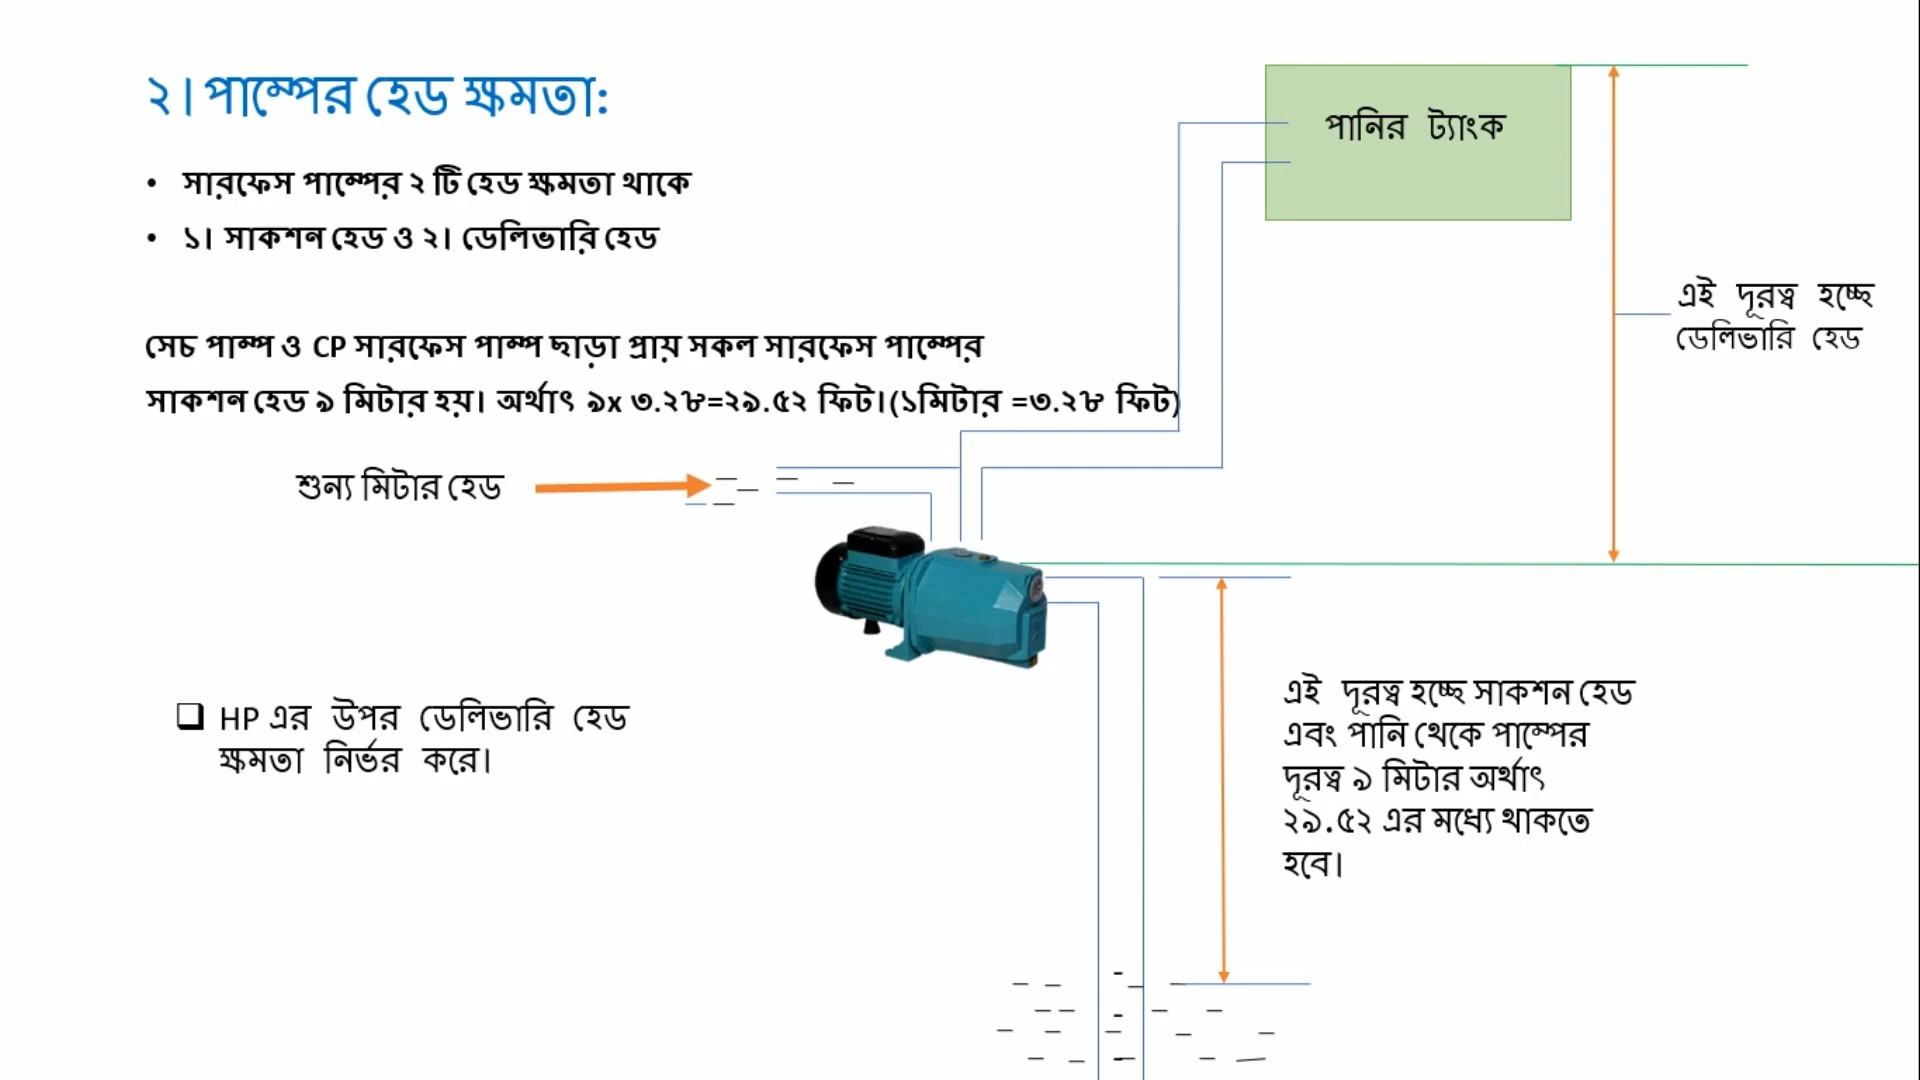 ২। পাম্পের হেড ক্ষমতা:
• সারফেস পাম্পের ২ টি হেড ক্ষমতা থাকে
• ১। সাকশন হেড ও ২। ডেলিভারি হেড
সেচ পাম্প ও CP সারফেস পাম্প ছাড়া প্রায় সকল সারফেস পাম্পের
সাকশন হেড ৯ মিটার হয়। অর্থাৎ ৯x ৩.২৮=২৯.৫২ ফিট।(১মিটার =৩.২৮ ফিট)
শুন্য মিটার হেড
HP এর উপর ডেলিভারি হেড
ক্ষমতা নির্ভর করে।
পানির ট্যাংক
এই দূরত্ব হচ্ছে
ডেলিভারি হেড
এই দূরত্ব হচ্ছে সাকশন হেড
এবং পানি থেকে পাম্পের
দূরত্ব ৯ মিটার অর্থাৎ
২৯.৫২ এর মধ্যে থাকতে
হবে।